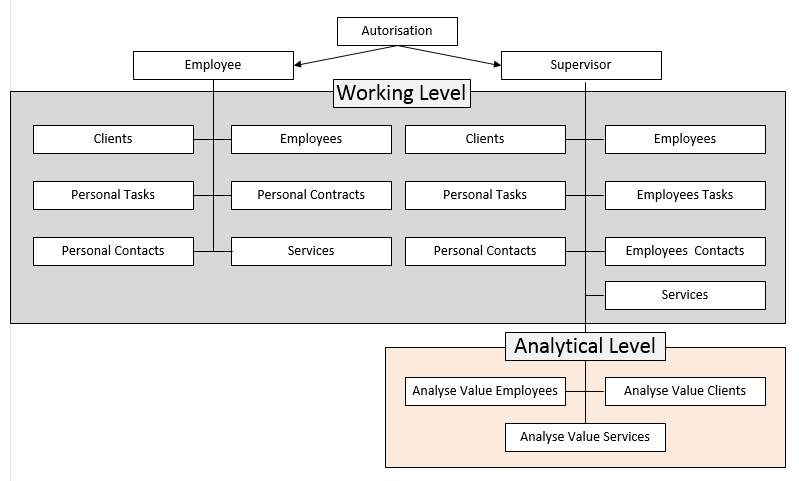 Autorisation
Employee
Supervisor
Working Level
Clients
Employees
Clients
Employees
Personal Tasks
Personal Contracts
Personal Tasks
Employees Tasks
Personal Contacts
Services
Personal Contacts
Employees  Contacts
Services
Analytical Level
Analyse Value Employees
Analyse Value Clients
Analyse Value Services